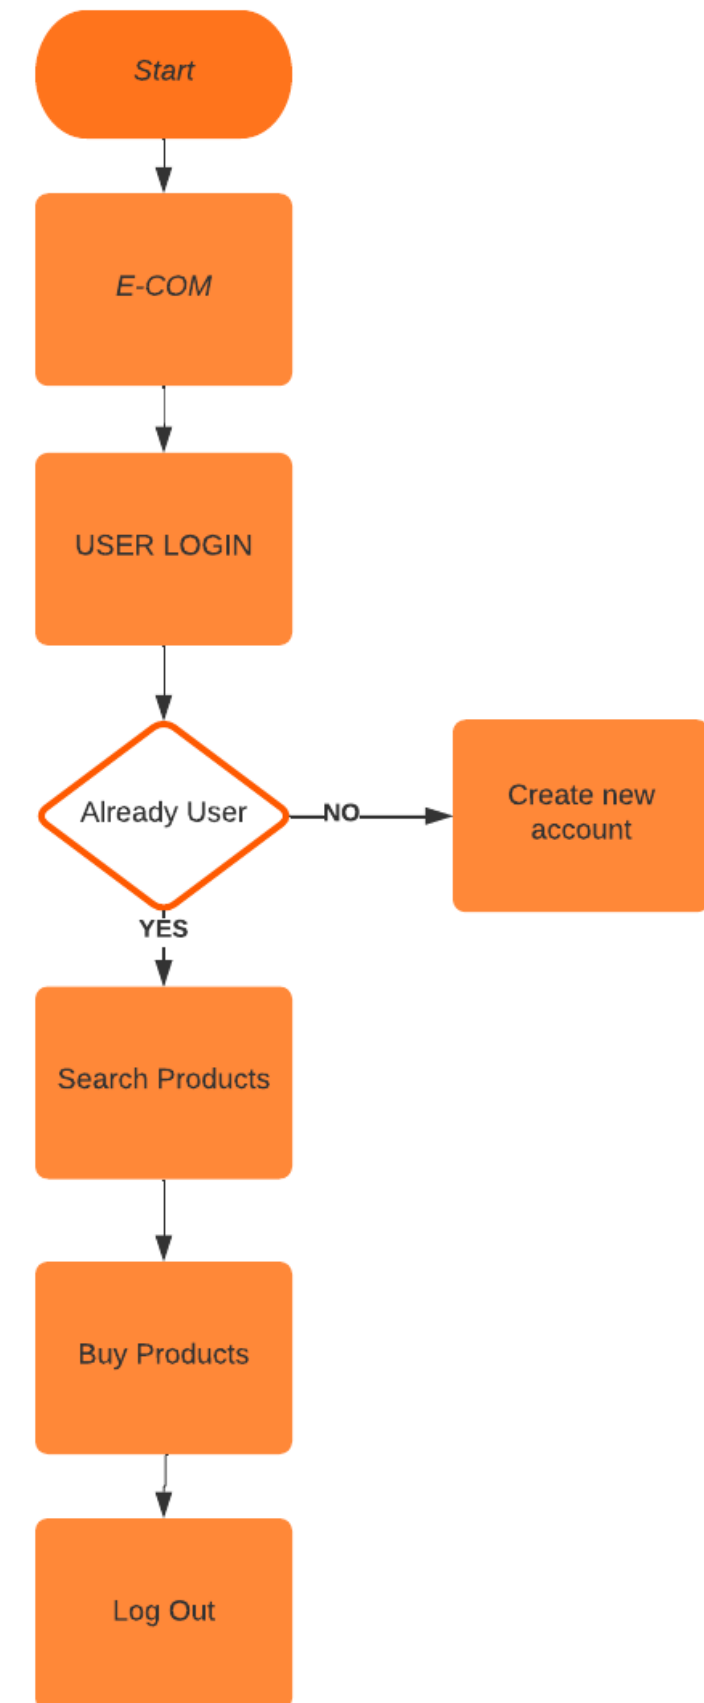 Start
E-COM
USER LOGIN
Already User
NO
Create new
account
YES
Search Products
Buy Products
Log Out